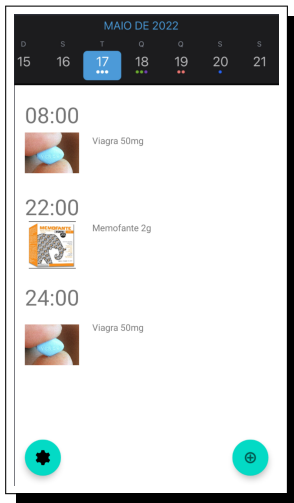 MAIO DE 2022
D S T Q Q S S
15 16 17 18 19 20 21
08:00
Viagra 50mg
22:00
MEMOFANTE
Memofante 2g
24:00
Viagra 50mg